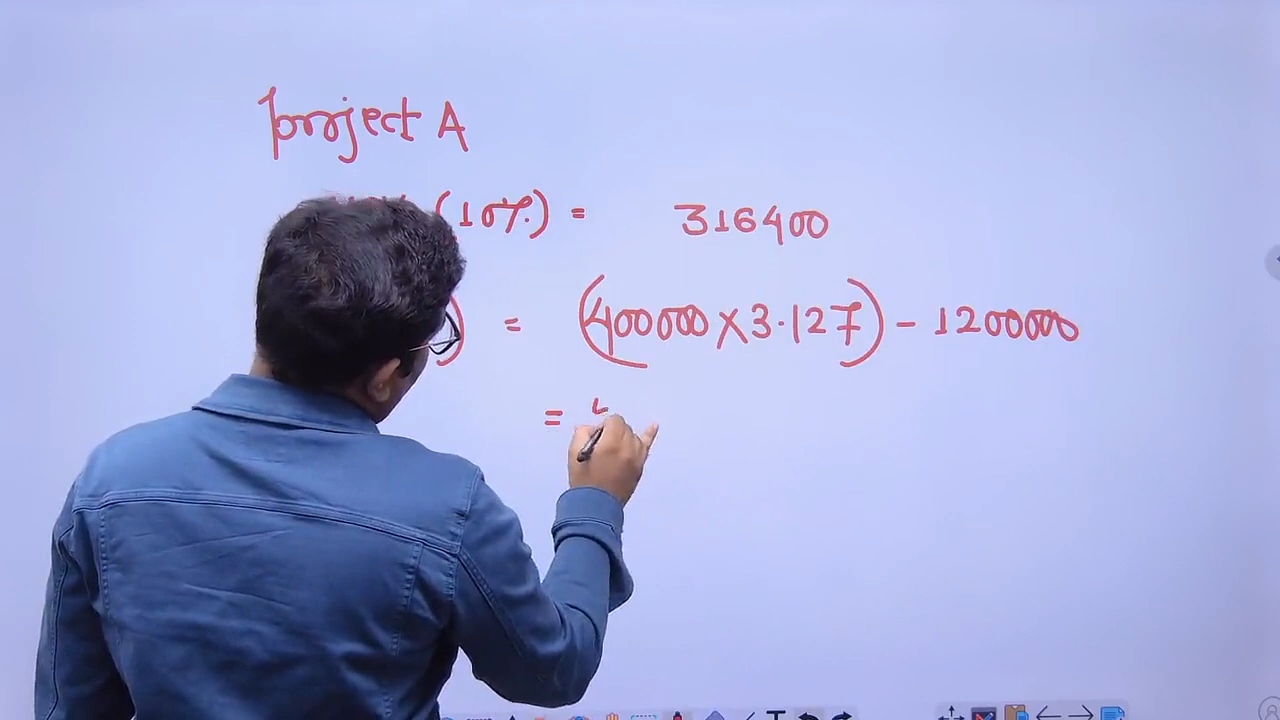 project A
(10%) = 316400
) = (400000 × 3.127) - 1200000
=